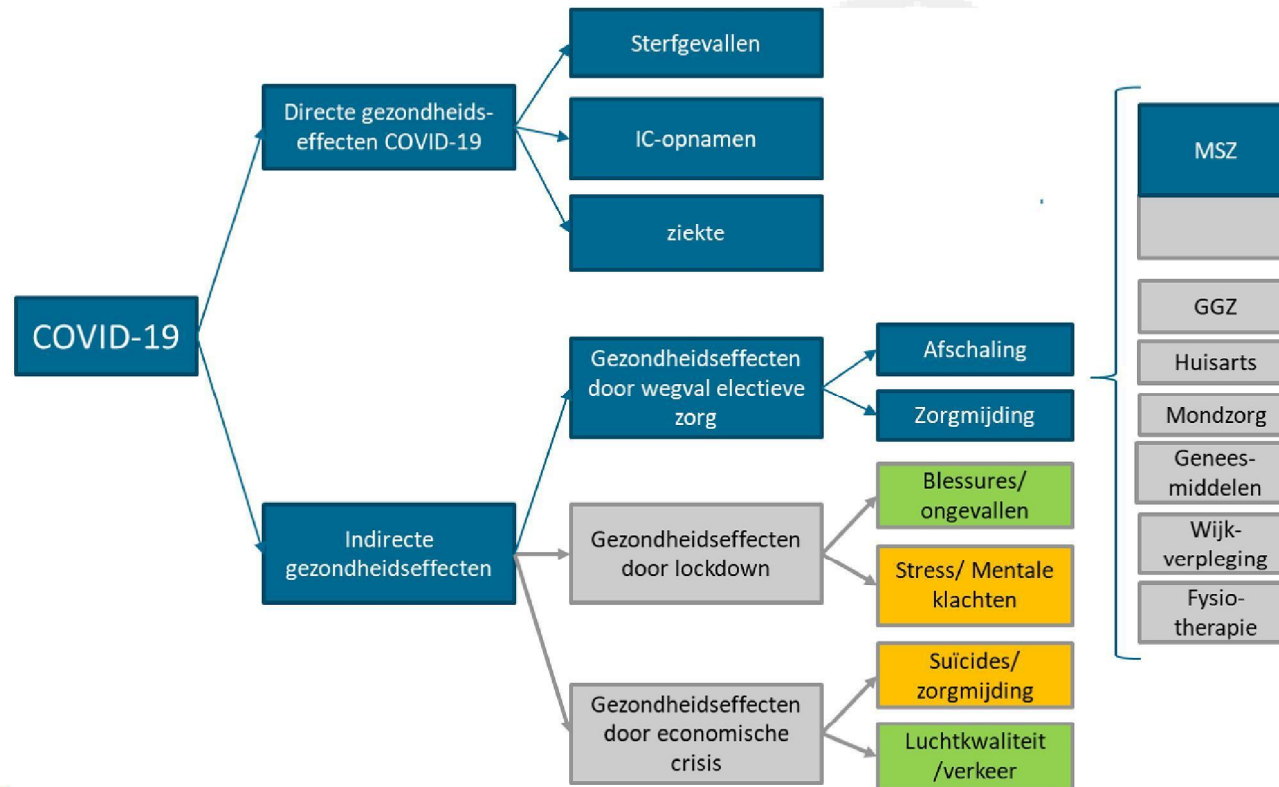 Sterfgevallen
Directe gezondheids-
effecten COVID-19
IC-opnamen
ziekte
COVID-19
Indirecte
gezondheidseffecten
Gezondheidseffecten
door wegval electieve
zorg
Afschaling
Zorgmijding
Gezondheidseffecten
door lockdown
Blessures/
ongevallen
Stress/ Mentale
klachten
Gezondheidseffecten
door economische
crisis
Suïcides/
zorgmijding
Luchtkwaliteit
/verkeer
MSZ
GGZ
Huisarts
Mondzorg
Genees-
middelen
Wijk-
verpleging
Fysio-
therapie